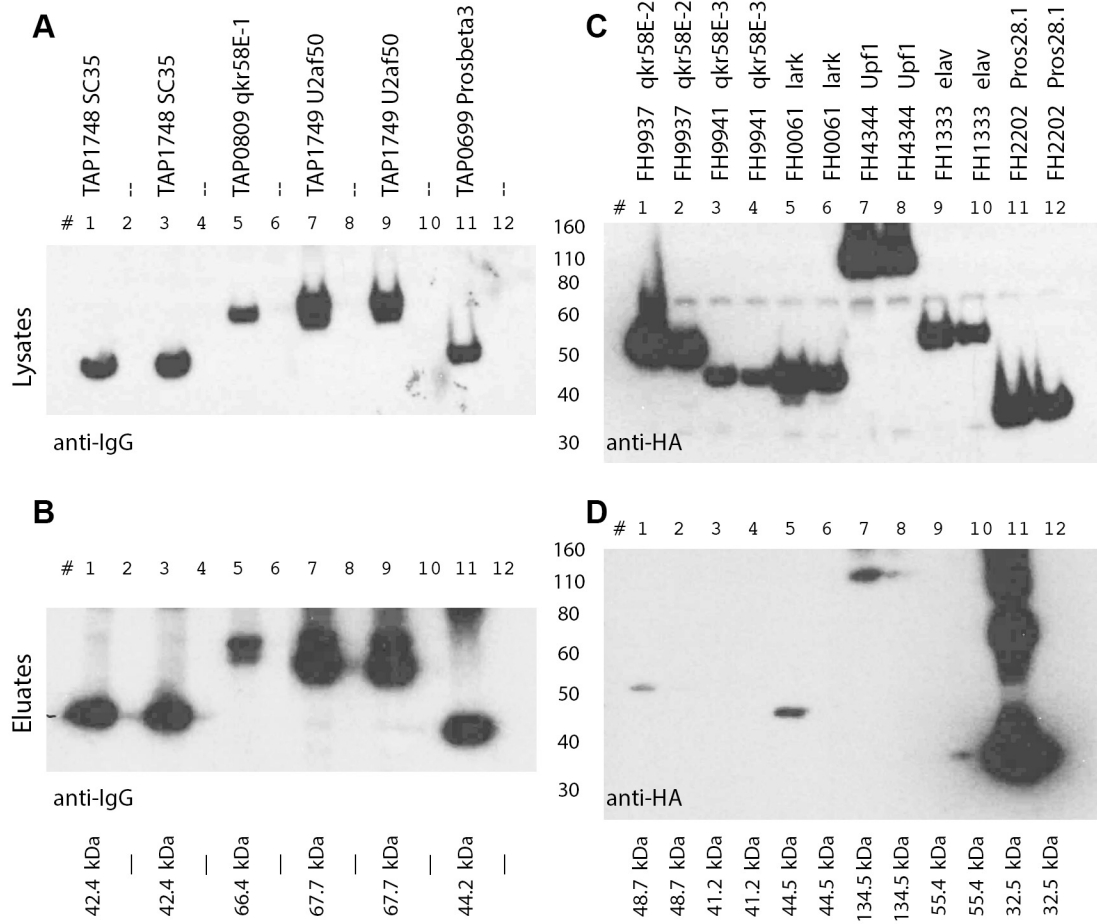 A
TAP1748 SC35
--
TAP1748 SC35
--
TAP0809 qkr58E-1
--
TAP1749 U2af50
--
TAP1749 U2af50
--
TAP0699 Prosbeta3
--
# 1 2 3 4 5 6 7 8 9 10 11 12
Lysates
anti-IgG
C
FH9937 qkr58E-2
FH9937 qkr58E-2
FH9941 qkr58E-3
FH9941 qkr58E-3
FH0061 lark
FH0061 lark
FH4344 Upf1
FH4344 Upf1
FH1333 elav
FH1333 elav
FH2202 Pros28.1
FH2202 Pros28.1
# 1 2 3 4 5 6 7 8 9 10 11 12
160
110
80
60
50
40
30
anti-HA
B
# 1 2 3 4 5 6 7 8 9 10 11 12
Eluates
anti-IgG
42.4 kDa
—
42.4 kDa
—
66.4 kDa
—
67.7 kDa
—
67.7 kDa
—
44.2 kDa
—
D
# 1 2 3 4 5 6 7 8 9 10 11 12
160
110
80
60
50
40
30
anti-HA
48.7 kDa
48.7 kDa
41.2 kDa
41.2 kDa
44.5 kDa
44.5 kDa
134.5 kDa
134.5 kDa
55.4 kDa
55.4 kDa
32.5 kDa
32.5 kDa